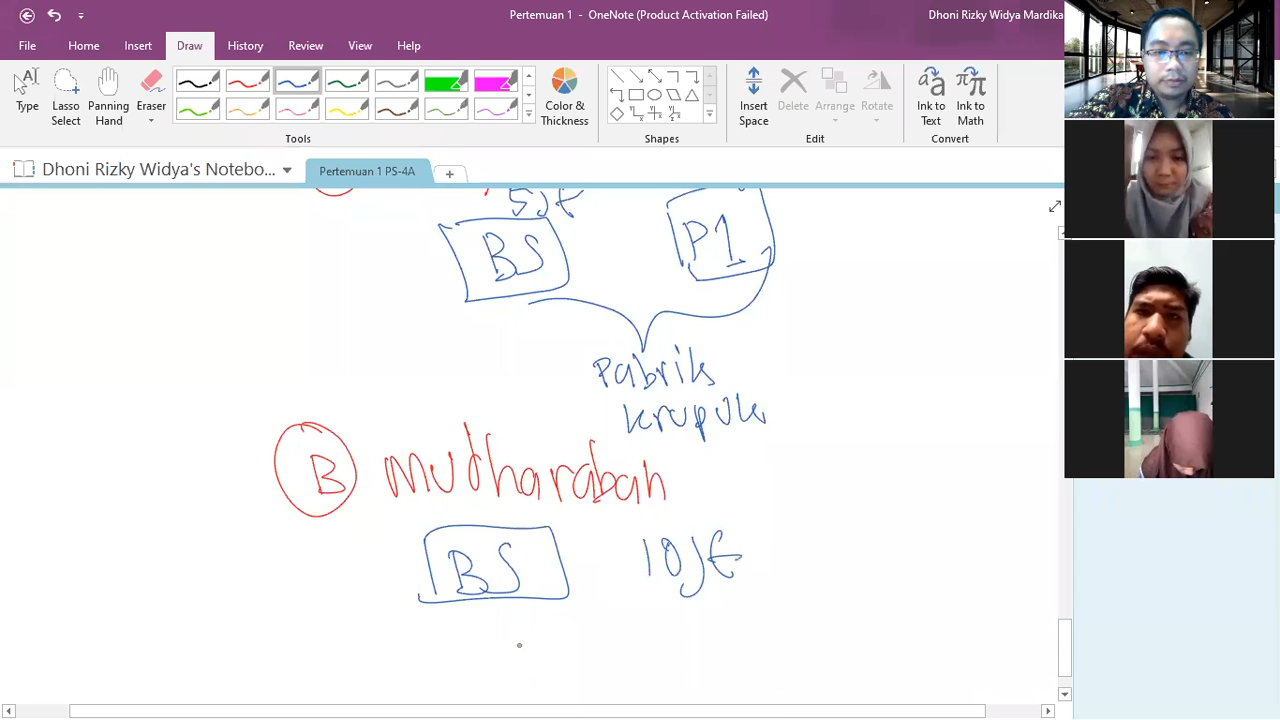 Pertemuan 1 - OneNote (Product Activation Failed)
Dhoni Rizky Widya Mardika
File
Home
Insert
Draw
History
Review
View
Help
Type
Lasso Select
Panning Hand
Eraser
Color & Thickness
Insert Space
Delete
Arrange
Rotate
Ink to Text
Ink to Math
Tools
Shapes
Edit
Convert
Dhoni Rizky Widya's Notebo...
Pertemuan 1 PS-4A
5jt
BS
P1
Pabrik
krupuk
B mudharabah
BS 10jt